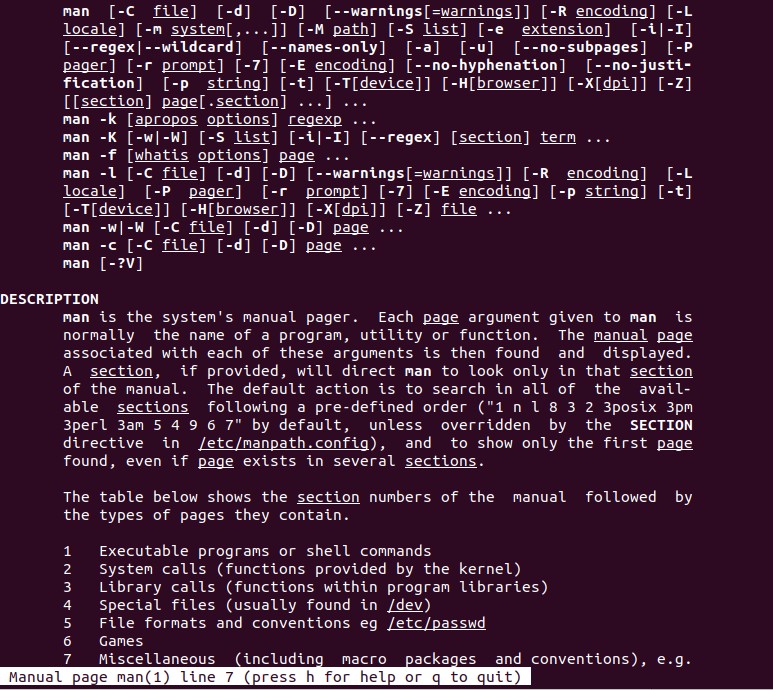 man [-C file] [-d] [-D] [--warnings[=warnings]] [-R encoding] [-L
locale] [-m system[,...]] [-M path] [-S list] [-e extension] [-i|-I]
[--regex|--wildcard] [--names-only] [-a] [-u] [--no-subpages] [-P
pager] [-r prompt] [-7] [-E encoding] [--no-hyphenation] [--no-justi-
fication] [-p string] [-t] [-T[device]] [-H[browser]] [-X[dpi]] [-Z]
[[section] page[.section] ...] ...
man -k [apropos options] regexp ...
man -K [-w|-W] [-S list] [-i|-I] [--regex] [section] term ...
man -f [whatis options] page ...
man -l [-C file] [-d] [-D] [--warnings[=warnings]] [-R encoding] [-L
locale] [-P pager] [-r prompt] [-7] [-E encoding] [-p string] [-t]
[-T[device]] [-H[browser]] [-X[dpi]] [-Z] file ...
man -w|-W [-C file] [-d] [-D] page ...
man -c [-C file] [-d] [-D] page ...
man [-?V]
DESCRIPTION
man is the system's manual pager. Each page argument given to man is
normally the name of a program, utility or function. The manual page
associated with each of these arguments is then found and displayed.
A section, if provided, will direct man to look only in that section
of the manual. The default action is to search in all of the avail-
able sections following a pre-defined order ("1 n l 8 3 2 3posix 3pm
3perl 3am 5 4 9 6 7" by default, unless overridden by the SECTION
directive in /etc/manpath.config), and to show only the first page
found, even if page exists in several sections.
The table below shows the section numbers of the manual followed by
the types of pages they contain.
1 Executable programs or shell commands
2 System calls (functions provided by the kernel)
3 Library calls (functions within program libraries)
4 Special files (usually found in /dev)
5 File formats and conventions eg /etc/passwd
6 Games
7 Miscellaneous (including macro packages and conventions), e.g.
Manual page man(1) line 7 (press h for help or q to quit)